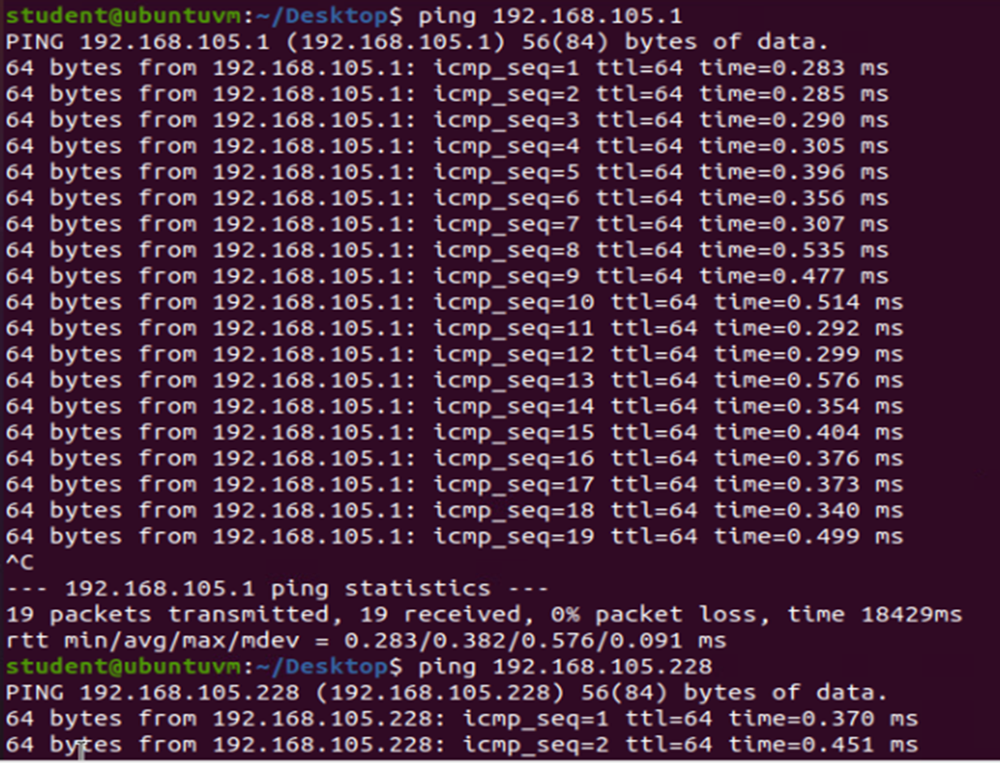 student@ubuntuvm:~/Desktop$ ping 192.168.105.1
PING 192.168.105.1 (192.168.105.1) 56(84) bytes of data.
64 bytes from 192.168.105.1: icmp_seq=1 ttl=64 time=0.283 ms
64 bytes from 192.168.105.1: icmp_seq=2 ttl=64 time=0.285 ms
64 bytes from 192.168.105.1: icmp_seq=3 ttl=64 time=0.290 ms
64 bytes from 192.168.105.1: icmp_seq=4 ttl=64 time=0.305 ms
64 bytes from 192.168.105.1: icmp_seq=5 ttl=64 time=0.396 ms
64 bytes from 192.168.105.1: icmp_seq=6 ttl=64 time=0.356 ms
64 bytes from 192.168.105.1: icmp_seq=7 ttl=64 time=0.307 ms
64 bytes from 192.168.105.1: icmp_seq=8 ttl=64 time=0.535 ms
64 bytes from 192.168.105.1: icmp_seq=9 ttl=64 time=0.477 ms
64 bytes from 192.168.105.1: icmp_seq=10 ttl=64 time=0.514 ms
64 bytes from 192.168.105.1: icmp_seq=11 ttl=64 time=0.292 ms
64 bytes from 192.168.105.1: icmp_seq=12 ttl=64 time=0.299 ms
64 bytes from 192.168.105.1: icmp_seq=13 ttl=64 time=0.576 ms
64 bytes from 192.168.105.1: icmp_seq=14 ttl=64 time=0.354 ms
64 bytes from 192.168.105.1: icmp_seq=15 ttl=64 time=0.404 ms
64 bytes from 192.168.105.1: icmp_seq=16 ttl=64 time=0.376 ms
64 bytes from 192.168.105.1: icmp_seq=17 ttl=64 time=0.373 ms
64 bytes from 192.168.105.1: icmp_seq=18 ttl=64 time=0.340 ms
64 bytes from 192.168.105.1: icmp_seq=19 ttl=64 time=0.499 ms
^C
--- 192.168.105.1 ping statistics ---
19 packets transmitted, 19 received, 0% packet loss, time 18429ms
rtt min/avg/max/mdev = 0.283/0.382/0.576/0.091 ms
student@ubuntuvm:~/Desktop$ ping 192.168.105.228
PING 192.168.105.228 (192.168.105.228) 56(84) bytes of data.
64 bytes from 192.168.105.228: icmp_seq=1 ttl=64 time=0.370 ms
64 bytes from 192.168.105.228: icmp_seq=2 ttl=64 time=0.451 ms